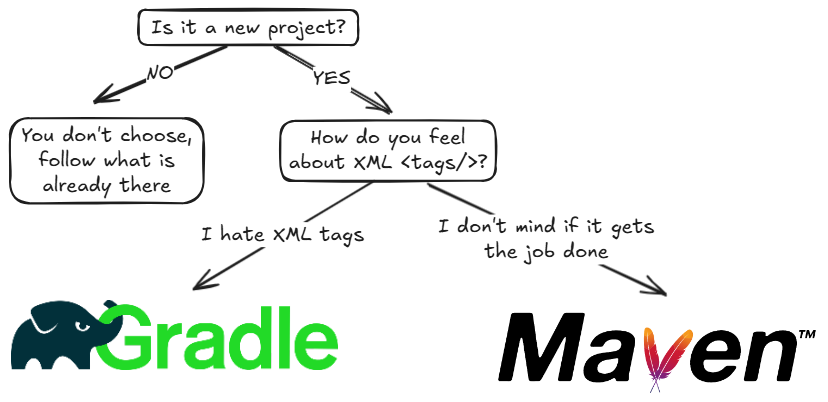 Is it a new project?
NO
YES
You don't choose,
follow what is
already there
How do you feel
about XML <tags/>?
I hate XML tags
I don't mind if it gets
the job done
Gradle
Maven™